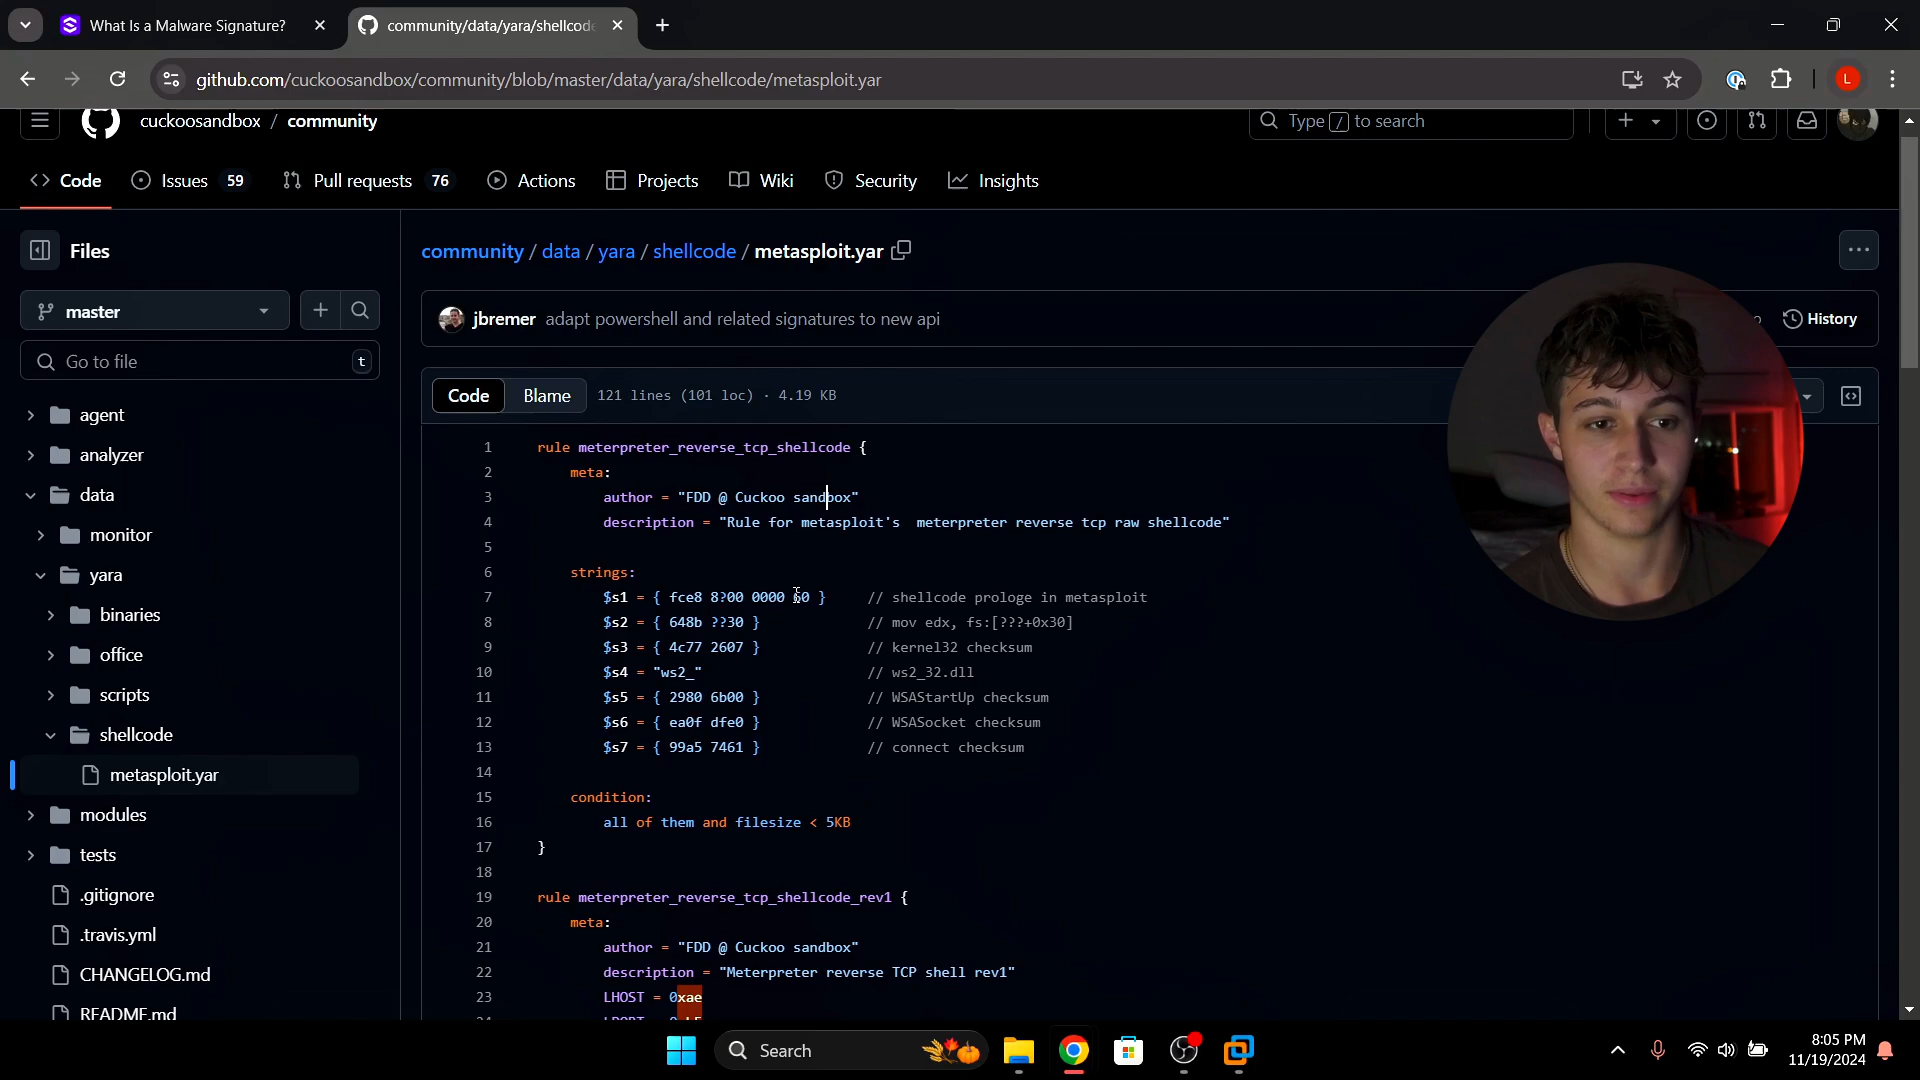 What Is a Malware Signature?
community/data/yara/shellcode
github.com/cuckoosandbox/community/blob/master/data/yara/shellcode/metasploit.yar
L
cuckoosandbox / community
Type / to search
Code
Issues 59
Pull requests 76
Actions
Projects
Wiki
Security
Insights
Files
master
Go to file
t
agent
analyzer
data
monitor
yara
binaries
office
scripts
shellcode
metasploit.yar
modules
tests
.gitignore
.travis.yml
CHANGELOG.md
README.md
community / data / yara / shellcode / metasploit.yar
jbremer adapt powershell and related signatures to new api
History
Code Blame 121 lines (101 loc) · 4.19 KB
1 rule meterpreter_reverse_tcp_shellcode {
2 meta:
3 author = "FDD @ Cuckoo sandbox"
4 description = "Rule for metasploit's  meterpreter reverse tcp raw shellcode"
5
6 strings:
7 $s1 = { fce8 8?00 0000 60 } // shellcode prologe in metasploit
8 $s2 = { 648b ??30 } // mov edx, fs:[???+0x30]
9 $s3 = { 4c77 2607 } // kernel32 checksum
10 $s4 = "ws2_" // ws2_32.dll
11 $s5 = { 2980 6b00 } // WSAStartUp checksum
12 $s6 = { ea0f dfe0 } // WSASocket checksum
13 $s7 = { 99a5 7461 } // connect checksum
14
15 condition:
16 all of them and filesize < 5KB
17 }
18
19 rule meterpreter_reverse_tcp_shellcode_rev1 {
20 meta:
21 author = "FDD @ Cuckoo sandbox"
22 description = "Meterpreter reverse TCP shell rev1"
23 LHOST = 0xae
Search
8:05 PM
11/19/2024